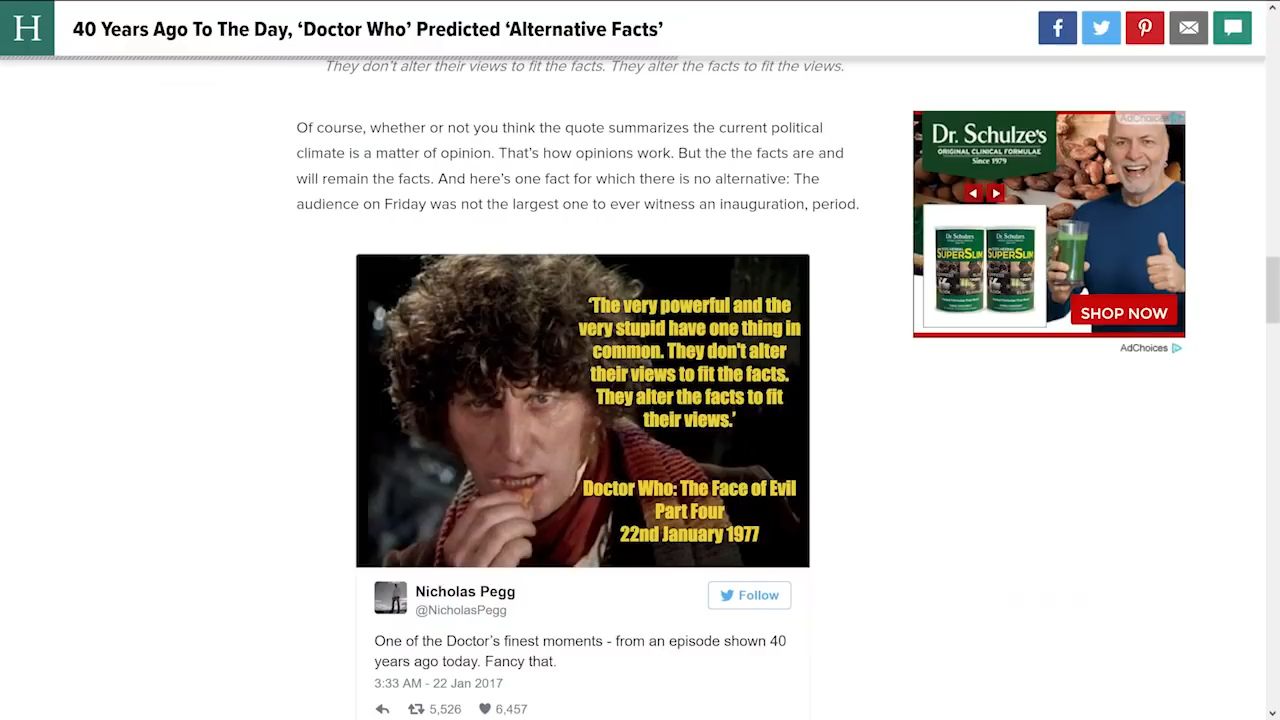 H
40 Years Ago To The Day, ‘Doctor Who’ Predicted ‘Alternative Facts’
They don’t alter their views to fit the facts. They alter the facts to fit the views.
Of course, whether or not you think the quote summarizes the current political
climate is a matter of opinion. That’s how opinions work. But the the facts are and
will remain the facts. And here’s one fact for which there is no alternative: The
audience on Friday was not the largest one to ever witness an inauguration, period.
AdChoices
Dr. Schulze's
ORIGINAL CLINICAL FORMULAE
Since 1979
Dr. Schulze's
SUPERSLIM
Dr. Schulze's
SUPERSLIM
SHOP NOW
AdChoices
‘The very powerful and the
very stupid have one thing in
common. They don't alter
their views to fit the facts.
They alter the facts to fit
their views.’
Doctor Who: The Face of Evil
Part Four
22nd January 1977
Nicholas Pegg
@NicholasPegg
Follow
One of the Doctor’s finest moments - from an episode shown 40
years ago today. Fancy that.
3:33 AM - 22 Jan 2017
5,526
6,457